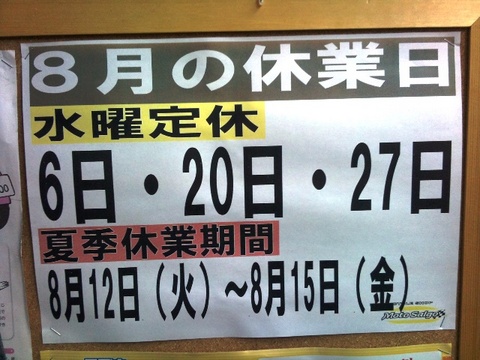 8月の休業日
水曜定休
6日・20日・27日
夏季休業期間
8月12日（火）～8月15日（金）